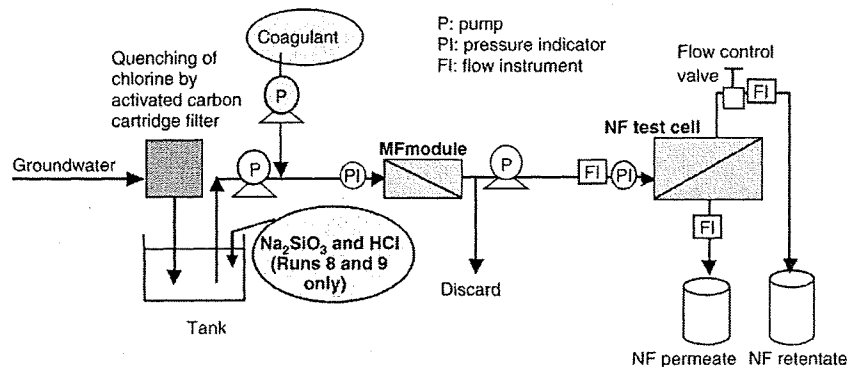 Coagulant
P: pump
PI: pressure indicator
FI: flow instrument
Quenching of
chlorine by
activated carbon
cartridge filter
Flow control
valve
P
FI
NF test cell
MFmodule
Groundwater
P
PI
P
FI
PI
FI
Na2SiO3 and HCl
(Runs 8 and 9
only)
Discard
Tank
NF permeate
NF retentate